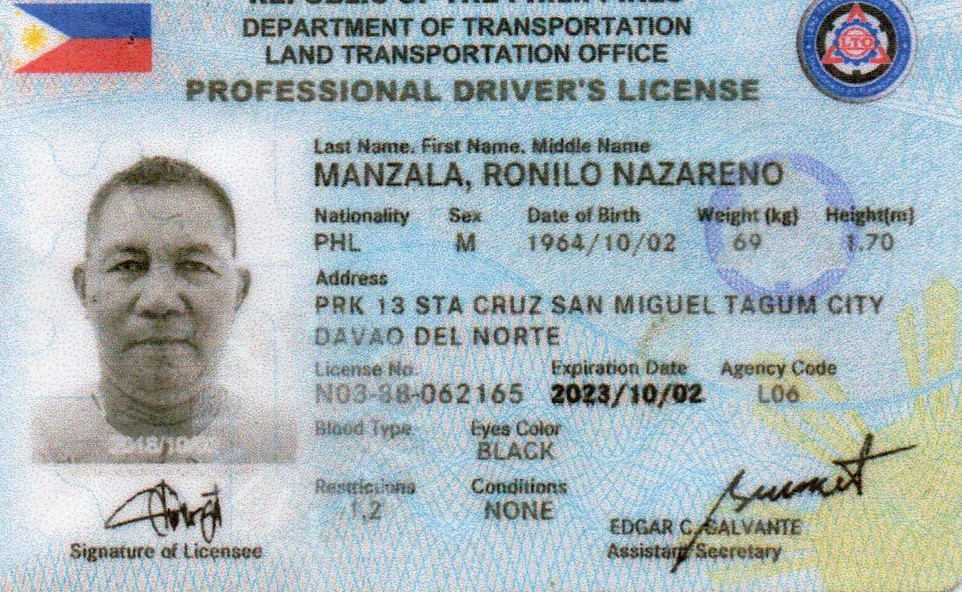 REPUBLIC OF THE PHILIPPINES
DEPARTMENT OF TRANSPORTATION
LAND TRANSPORTATION OFFICE
PROFESSIONAL DRIVER'S LICENSE
LTO
Last Name, First Name, Middle Name
MANZALA, RONILO NAZARENO
Nationality Sex Date of Birth Weight (kg) Height(m)
PHL M 1964/10/02 69 1.70
Address
PRK 13 STA CRUZ SAN MIGUEL TAGUM CITY
DAVAO DEL NORTE
License No. Expiration Date Agency Code
N03-88-062165 2023/10/02 L06
Blood Type Eyes Color
BLACK
Restrictions Conditions
1,2 NONE
EDGAR C. GALVANTE
Signature of Licensee Assistant Secretary